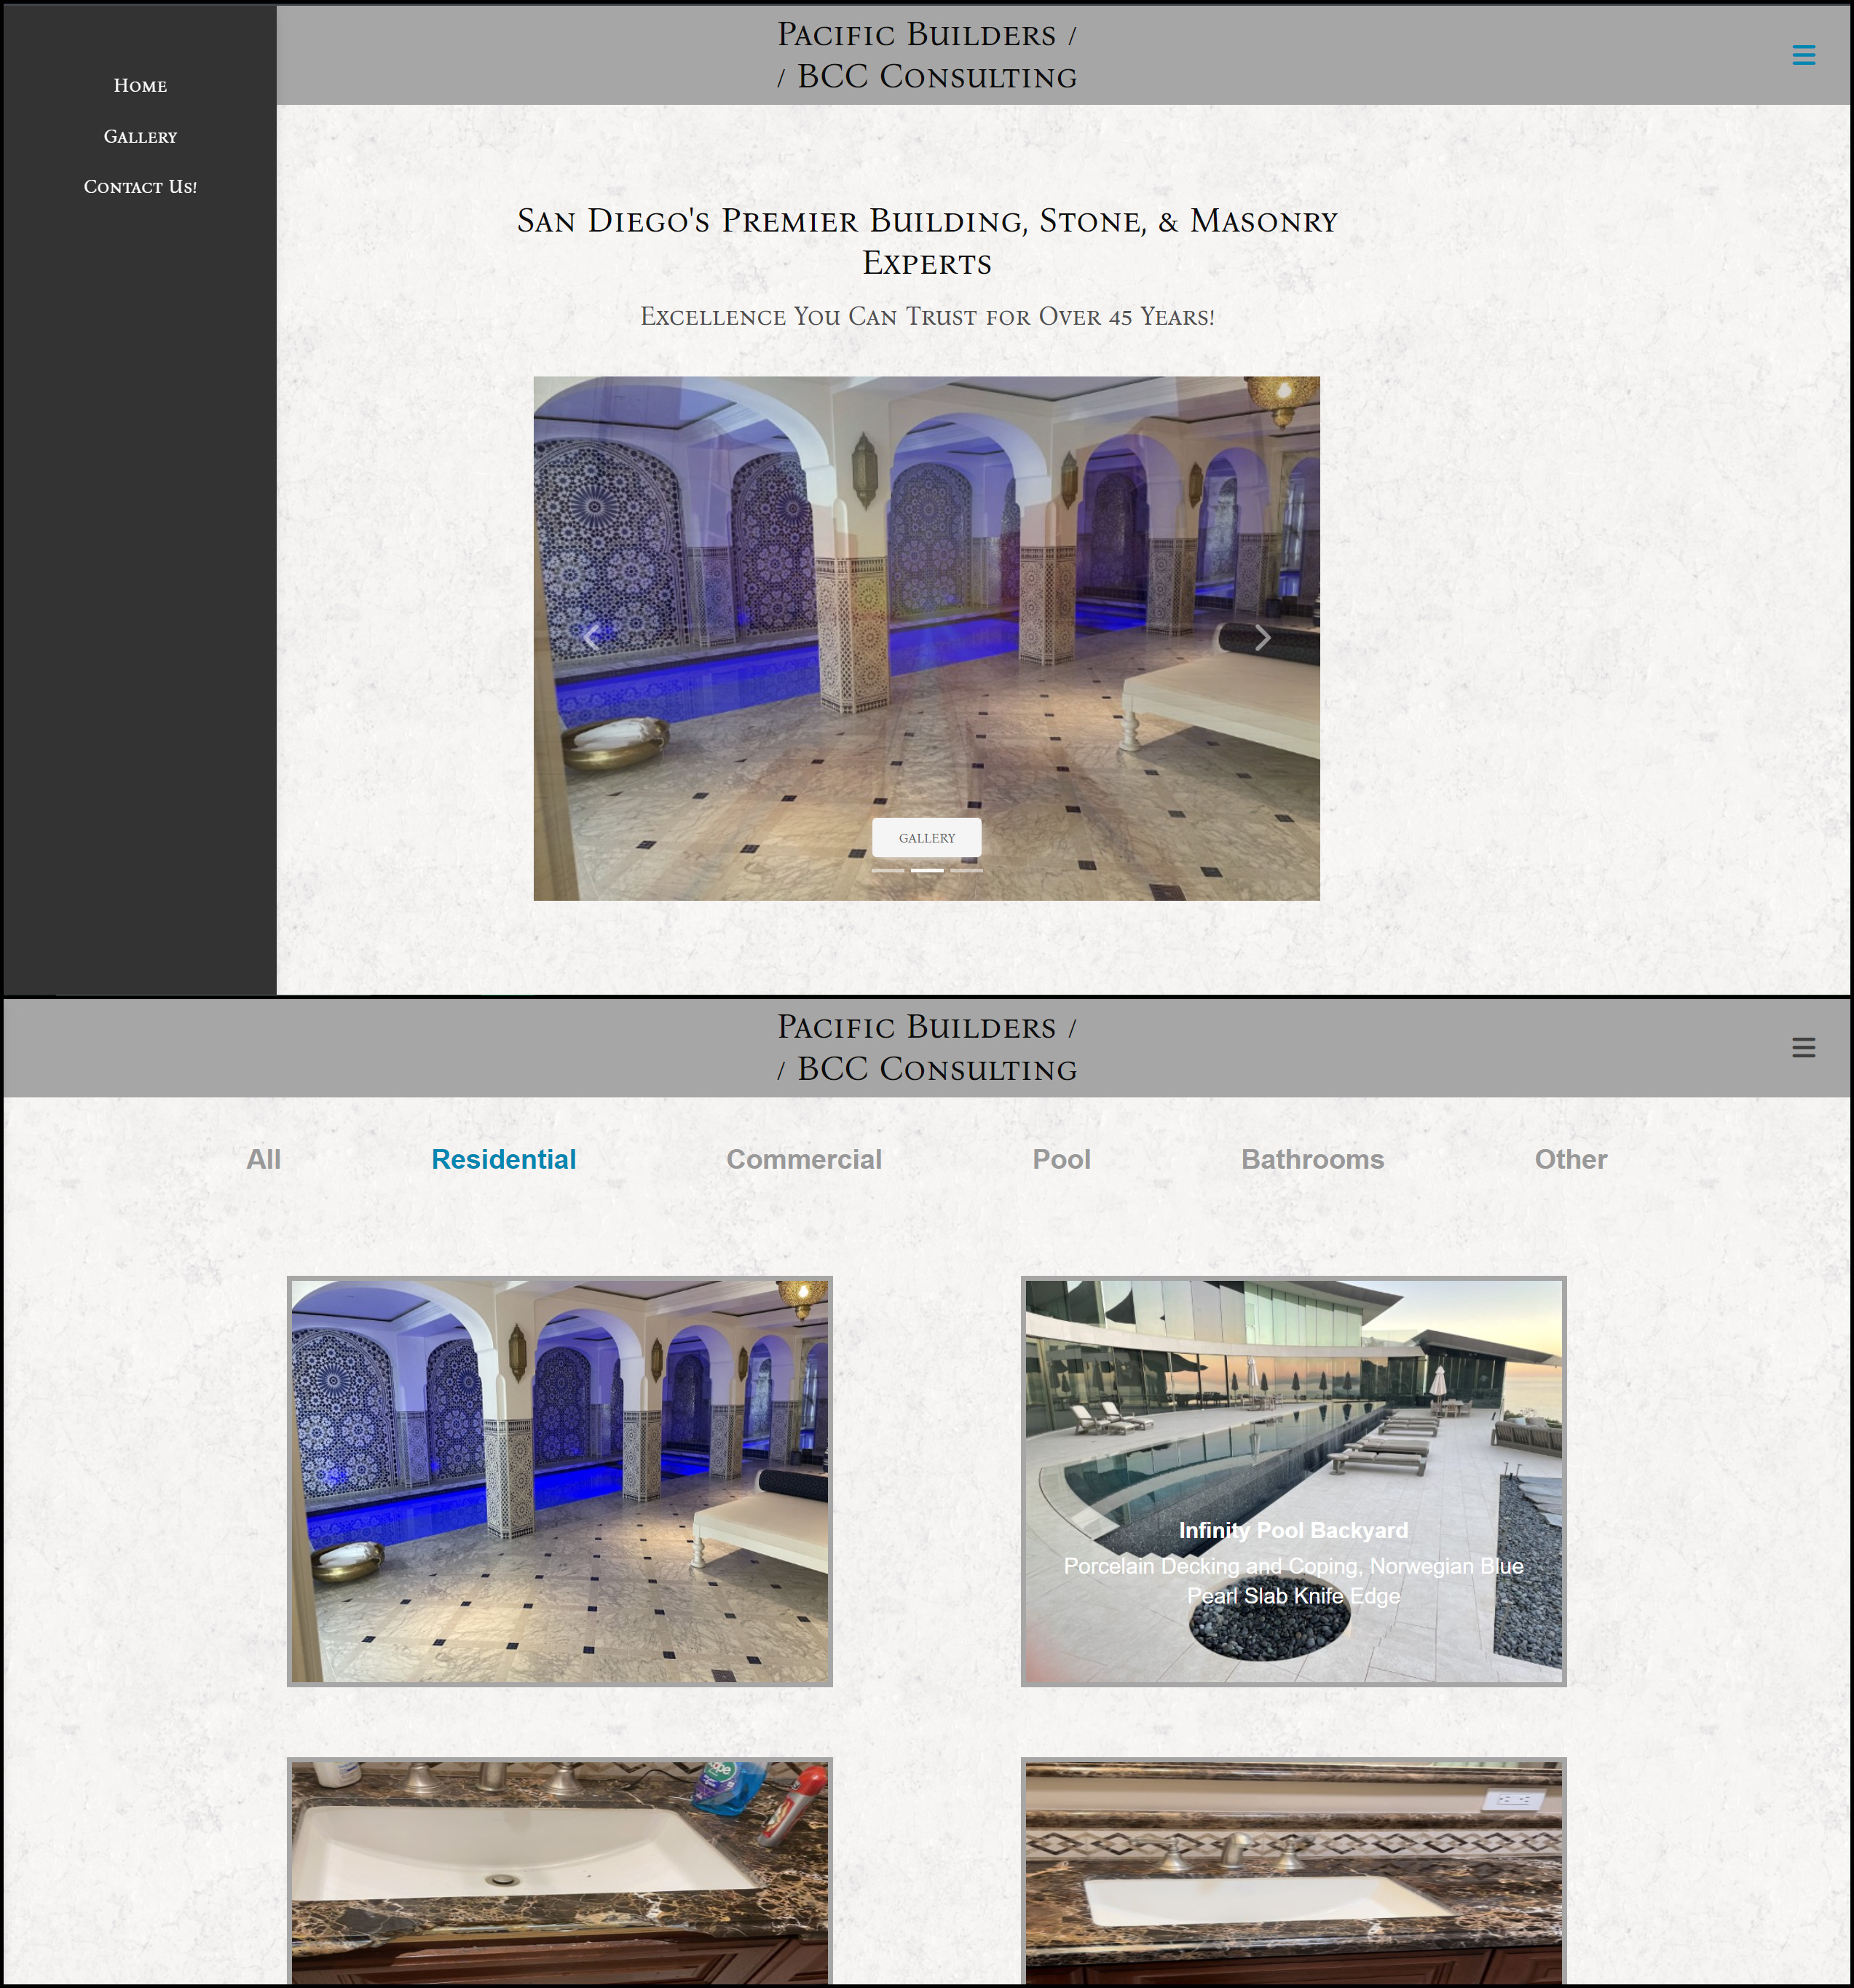 Pacific Builders /
/ BCC Consulting
Home
Gallery
Contact Us!
San Diego's Premier Building, Stone, & Masonry
Experts
Excellence You Can Trust for Over 45 Years!
GALLERY
Pacific Builders /
/ BCC Consulting
All
Residential
Commercial
Pool
Bathrooms
Other
Infinity Pool Backyard
Porcelain Decking and Coping, Norwegian Blue
Pearl Slab Knife Edge